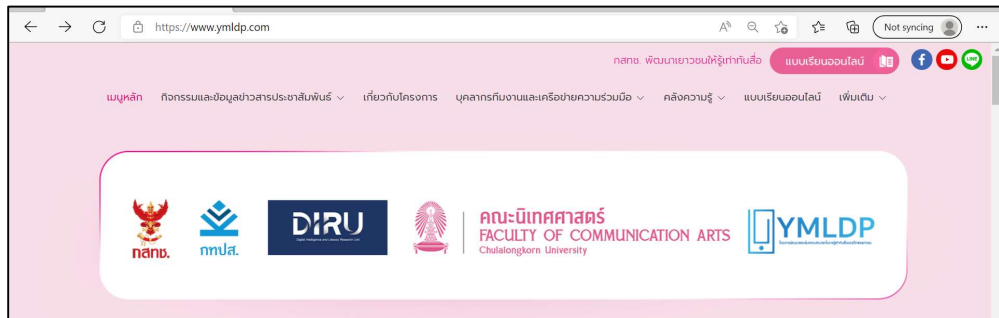 https://www.ymldp.com
Not syncing
กสทช. พัฒนาเยาวชนให้รู้เท่าทันสื่อ
แบบเรียนออนไลน์
LINE
เมนูหลัก กิจกรรมและข้อมูลข่าวสารประชาสัมพันธ์ เกี่ยวกับโครงการ บุคลากรทีมงานและเครือข่ายความร่วมมือ คลังความรู้ แบบเรียนออนไลน์ เพิ่มเติม
กสทช.
กทปส.
DIRU
Digital Intelligence and Literacy Research Unit
คณะนิเทศศาสตร์
FACULTY OF COMMUNICATION ARTS
Chulalongkorn University
YMLDP